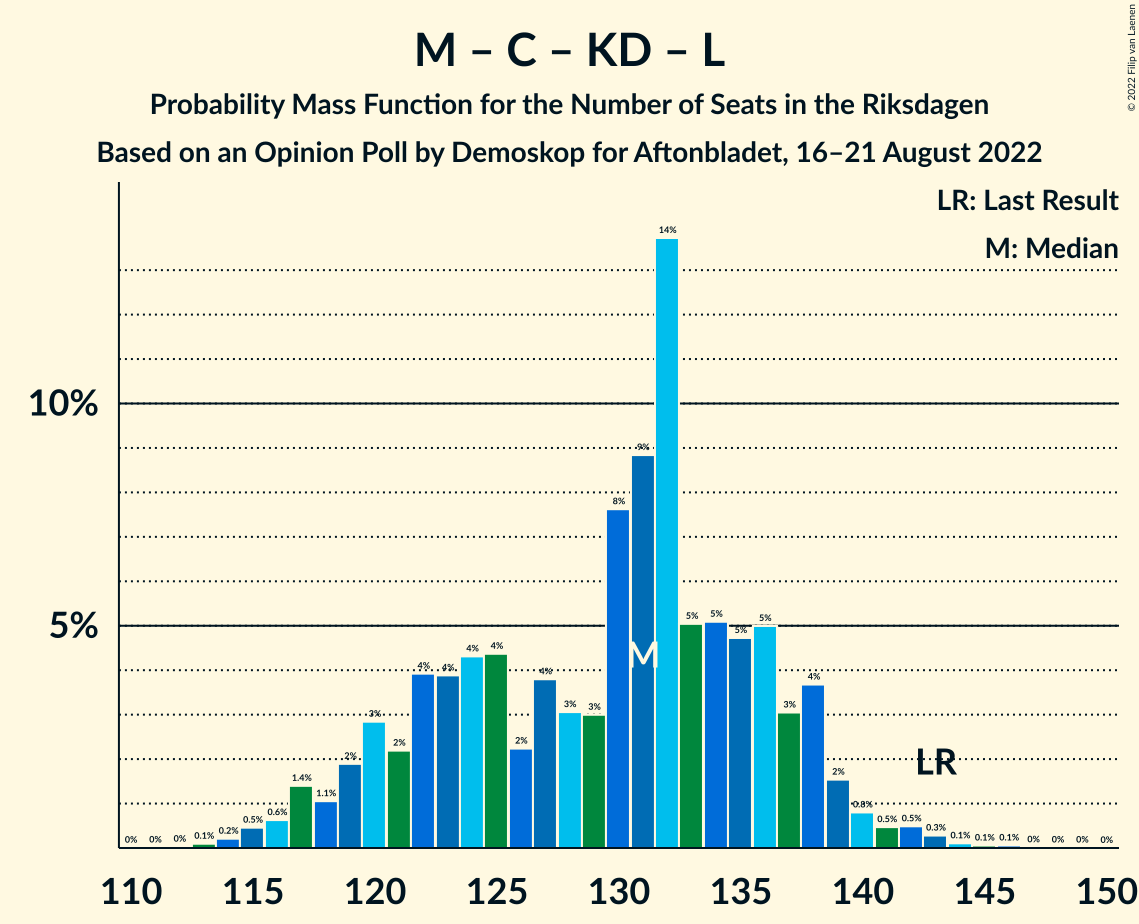 M – C – KD – L
Probability Mass Function for the Number of Seats in the Riksdagen
Based on an Opinion Poll by Demoskop for Aftonbladet, 16–21 August 2022
© 2022 Filip van Laenen
LR: Last Result
M: Median
10%
5%
0% 0% 0% 0.1% 0.2% 0.5% 0.6% 1.4% 1.1% 2% 3% 2% 4% 4% 4% 4% 2% 4% 3% 3% 8% 9% 14% 5% 5% 5% 5% 3% 4% 2% 0.8% 0.5% 0.5% 0.3% 0.1% 0.1% 0.1% 0% 0% 0% 0%
M
LR
110 115 120 125 130 135 140 145 150